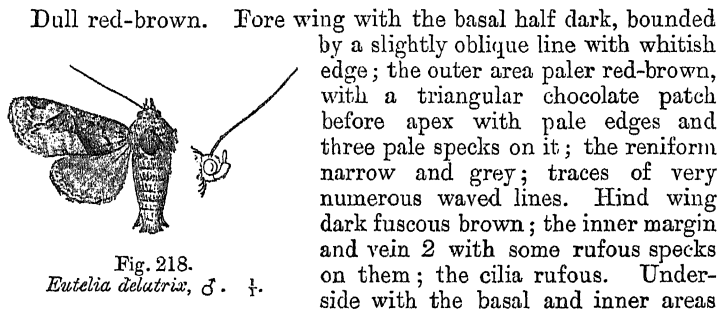 Dull red-brown. Fore wing with the basal half dark, bounded
by a slightly oblique line with whitish
edge; the outer area paler red-brown,
with a triangular chocolate patch
before apex with pale edges and
three pale specks on it; the reniform
narrow and grey; traces of very
numerous waved lines. Hind wing
dark fuscous brown; the inner margin
and vein 2 with some rufous specks
on them; the cilia rufous. Under-
side with the basal and inner areas
Fig. 218.
Eutelia delatrix, ♂. 1/1.